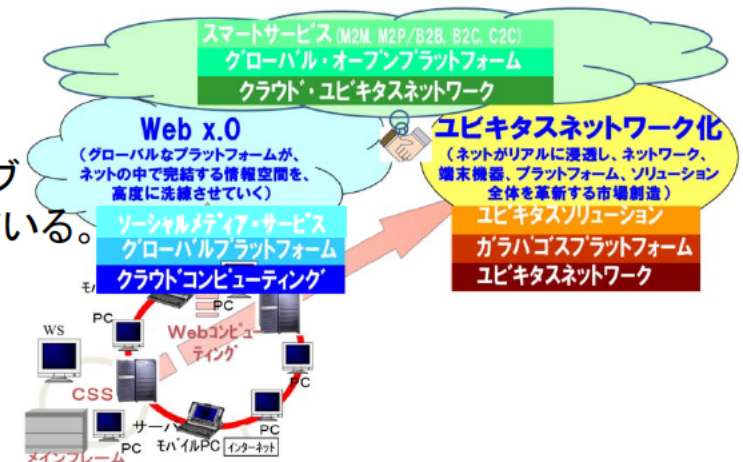 スマートサービス(M2M, M2P/B2B, B2C, C2C)
グローバル・オープンプラットフォーム
クラウド・ユビキタスネットワーク
Web x.0
(グローバルなプラットフォームが、
ネットの中で完結する情報空間を、
高度に洗練させていく)
ソーシャルメディア・サービス
グローバルプラットフォーム
クラウドコンピューティング
ユビキタスネットワーク化
(ネットがリアルに浸透し、ネットワーク、
端末機器、プラットフォーム、ソリューション
全体を革新する市場創造)
ユビキタスソリューション
ガラパゴスプラットフォーム
ユビキタスネットワーク
ブ
いる。
PC
PC
WS
Webコンピュー
ティング
PC
CSS
PC
サーバ
PC
モバイルPC
インターネット
PC
メインフレーム